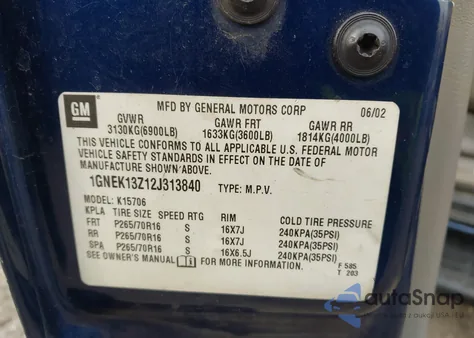 GM
MFD BY GENERAL MOTORS CORP 06/02
GVWR GAWR FRT GAWR RR
3130KG(6900LB) 1633KG(3600LB) 1814KG(4000LB)
THIS VEHICLE CONFORMS TO ALL APPLICABLE U.S. FEDERAL MOTOR
VEHICLE SAFETY STANDARDS IN EFFECT ON THE DATE OF
MANUFACTURE SHOWN ABOVE.
1GNEK13Z12J313840 TYPE: M.P.V.
MODEL: K15706
KPLA TIRE SIZE SPEED RTG RIM COLD TIRE PRESSURE
FRT P265/70R16 S 16X7J 240KPA(35PSI)
RR P265/70R16 S 16X7J 240KPA(35PSI)
SPA P265/70R16 S 16X6.5J 240KPA(35PSI)
SEE OWNER'S MANUAL FOR MORE INFORMATION.
F 585
T 203
autaSnap